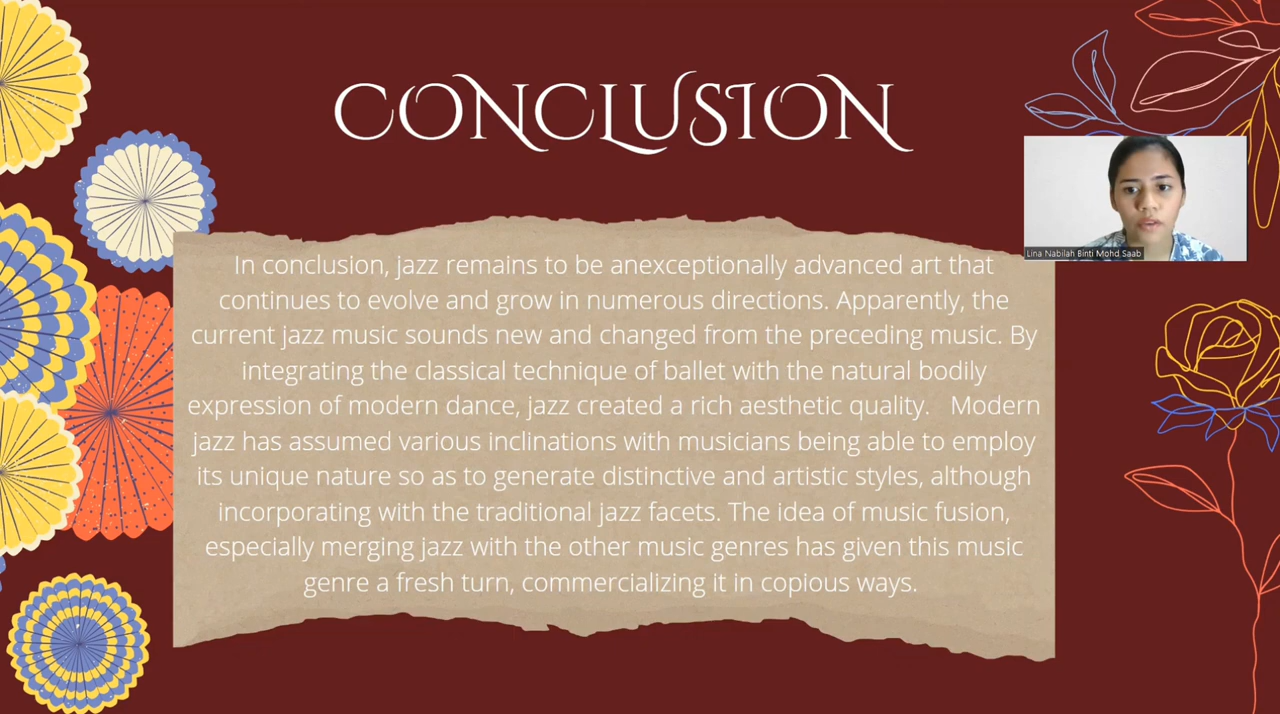 CONCLUSION
Lina Nabilah Binti Mohd Saab
In conclusion, jazz remains to be anexceptionally advanced art that
continues to evolve and grow in numerous directions. Apparently, the
current jazz music sounds new and changed from the preceding music. By
integrating the classical technique of ballet with the natural bodily
expression of modern dance, jazz created a rich aesthetic quality.   Modern
jazz has assumed various inclinations with musicians being able to employ
its unique nature so as to generate distinctive and artistic styles, although
incorporating with the traditional jazz facets. The idea of music fusion,
especially merging jazz with the other music genres has given this music
genre a fresh turn, commercializing it in copious ways.